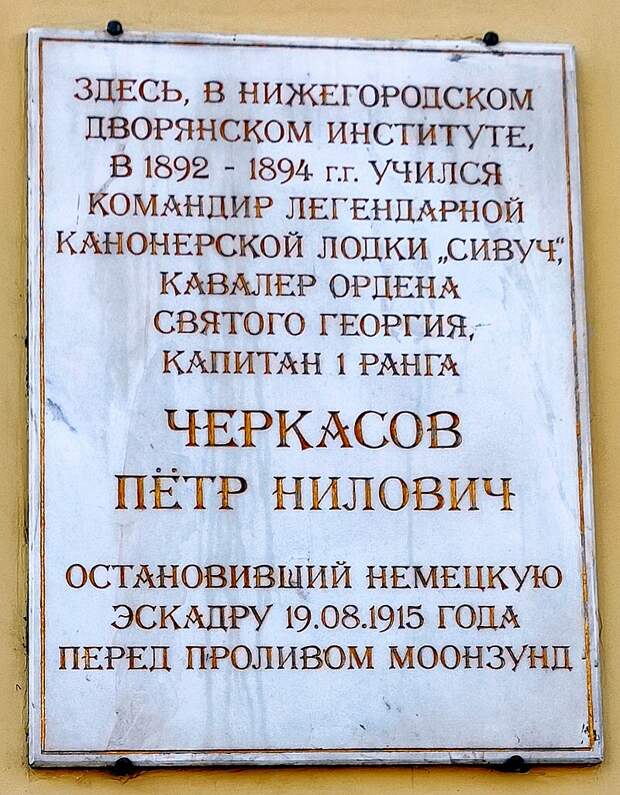 ЗДЕСЬ, В НИЖЕГОРОДСКОМ
ДВОРЯНСКОМ ИНСТИТУТЕ,
В 1892 - 1894 г.г. УЧИЛСЯ
КОМАНДИР ЛЕГЕНДАРНОЙ
КАНОНЕРСКОЙ ЛОДКИ „СИВУЧ“,
КАВАЛЕР ОРДЕНА
СВЯТОГО ГЕОРГИЯ,
КАПИТАН 1 РАНГА
ЧЕРКАСОВ
ПЁТР НИЛОВИЧ
ОСТАНОВИВШИЙ НЕМЕЦКУЮ
ЭСКАДРУ 19.08.1915 ГОДА
ПЕРЕД ПРОЛИВОМ МООНЗУНД